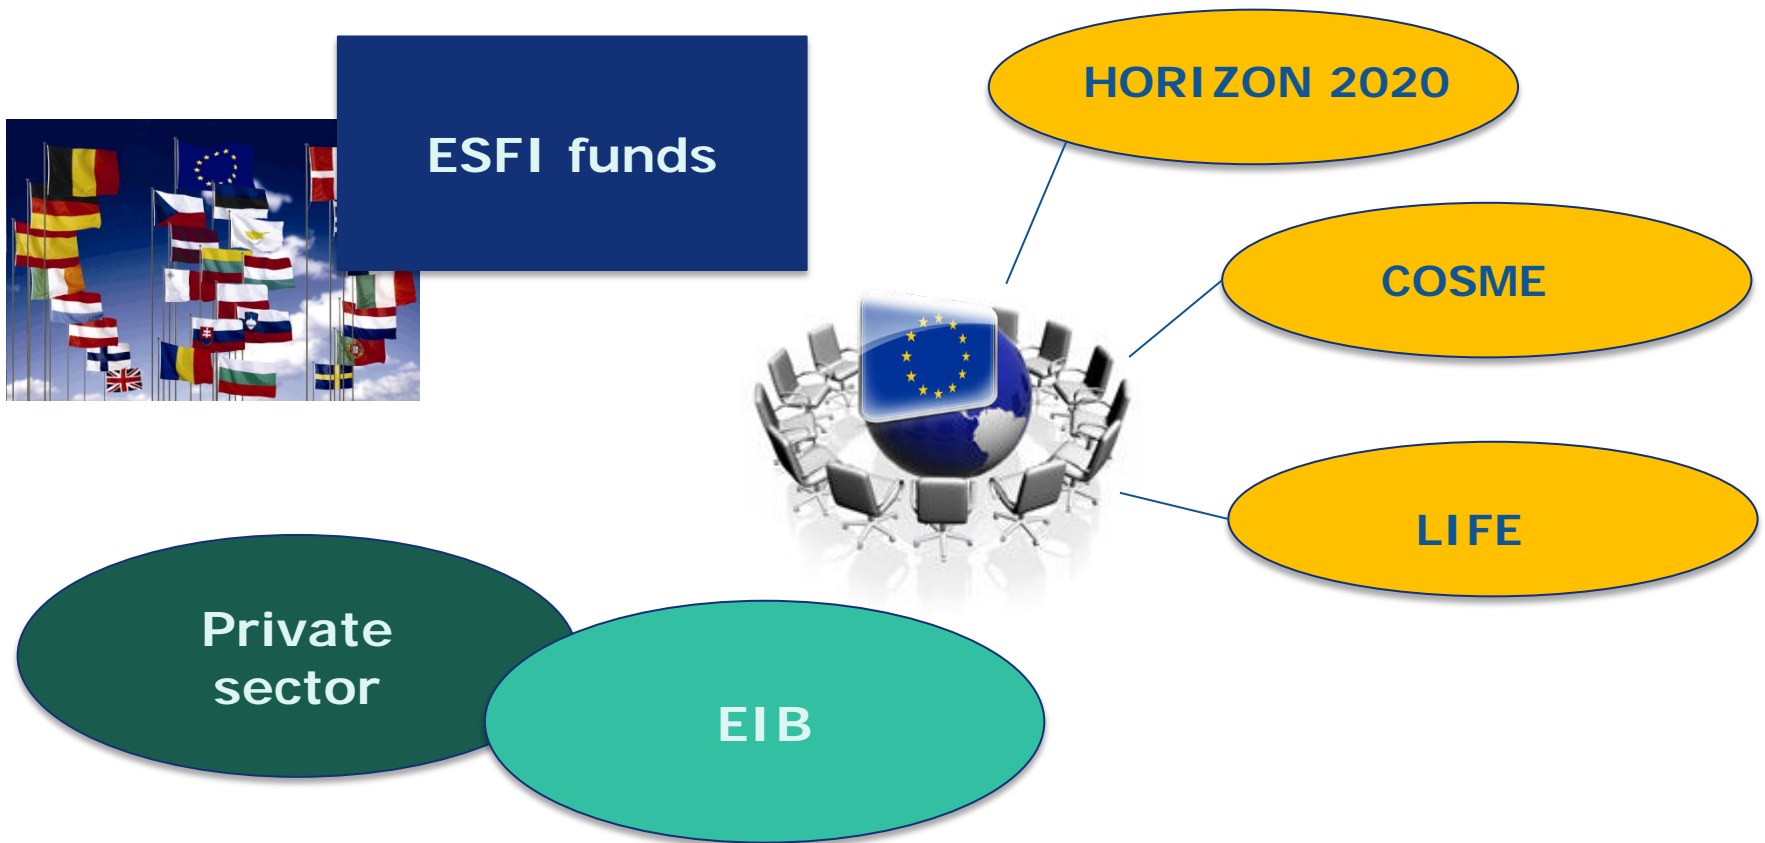 ESFI funds
HORIZON 2020
COSME
LIFE
Private
sector
EIB